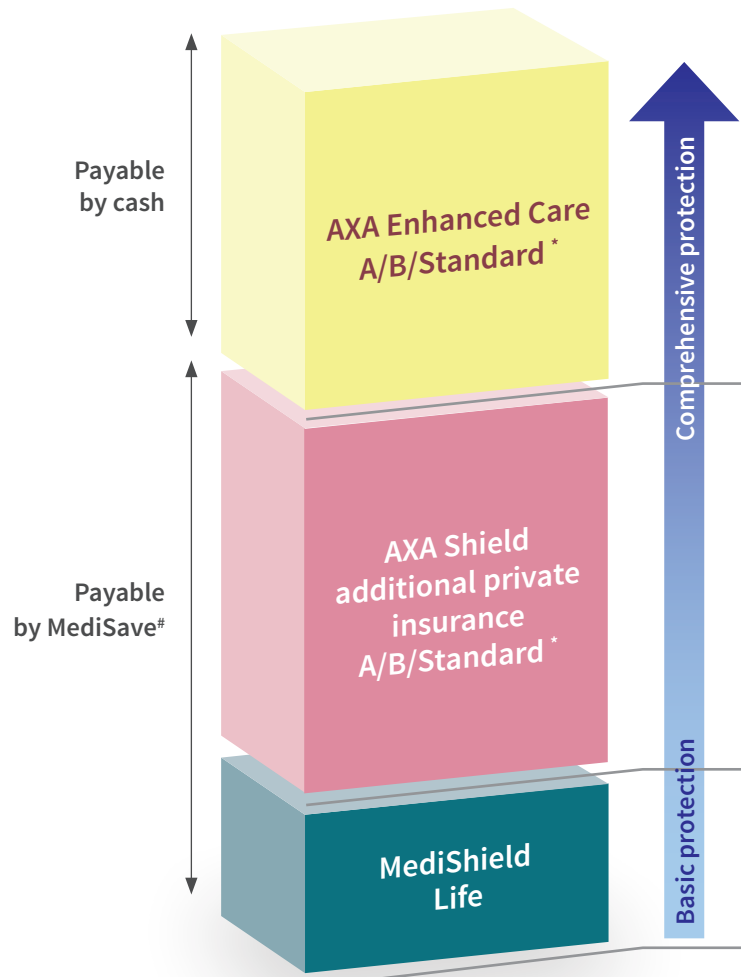 Payable
by cash
AXA Enhanced Care
A/B/Standard *
Comprehensive protection
Payable
by MediSave#
AXA Shield
additional private
insurance
A/B/Standard *
MediShield
Life
Basic protection